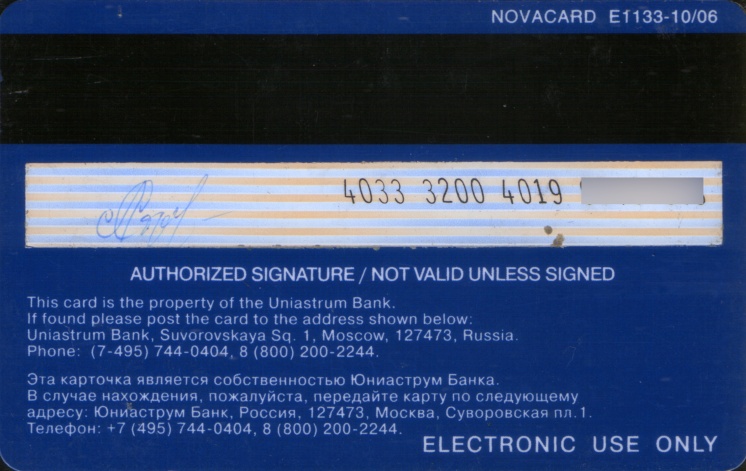 NOVACARD E1133-10/06
4033 3200 4019
AUTHORIZED SIGNATURE / NOT VALID UNLESS SIGNED
This card is the property of the Uniastrum Bank.
If found please post the card to the address shown below:
Uniastrum Bank, Suvorovskaya Sq. 1, Moscow, 127473, Russia.
Phone: (7-495) 744-0404, 8 (800) 200-2244.
Эта карточка является собственностью Юниаструм Банка.
В случае нахождения, пожалуйста, передайте карту по следующему
адресу: Юниаструм Банк, Россия, 127473, Москва, Суворовская пл.1.
Телефон: +7 (495) 744-0404, 8 (800) 200-2244.
ELECTRONIC USE ONLY